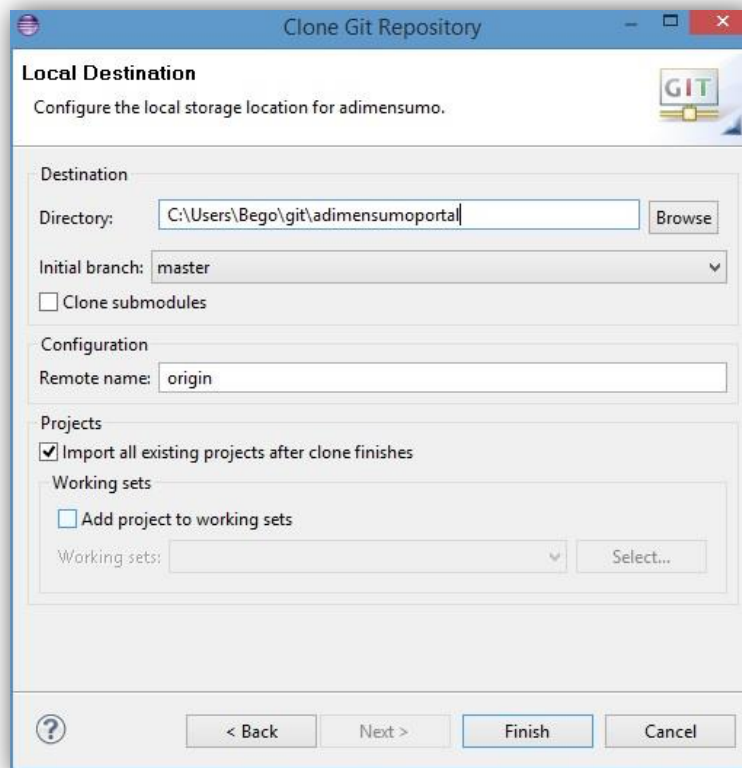 Clone Git Repository
Local Destination
Configure the local storage location for adimensumo.
GIT
Destination
Directory: C:\Users\Bego\git\adimensumoportal Browse
Initial branch: master
Clone submodules
Configuration
Remote name: origin
Projects
Import all existing projects after clone finishes
Working sets
Add project to working sets
Working sets: Select...
? < Back Next > Finish Cancel